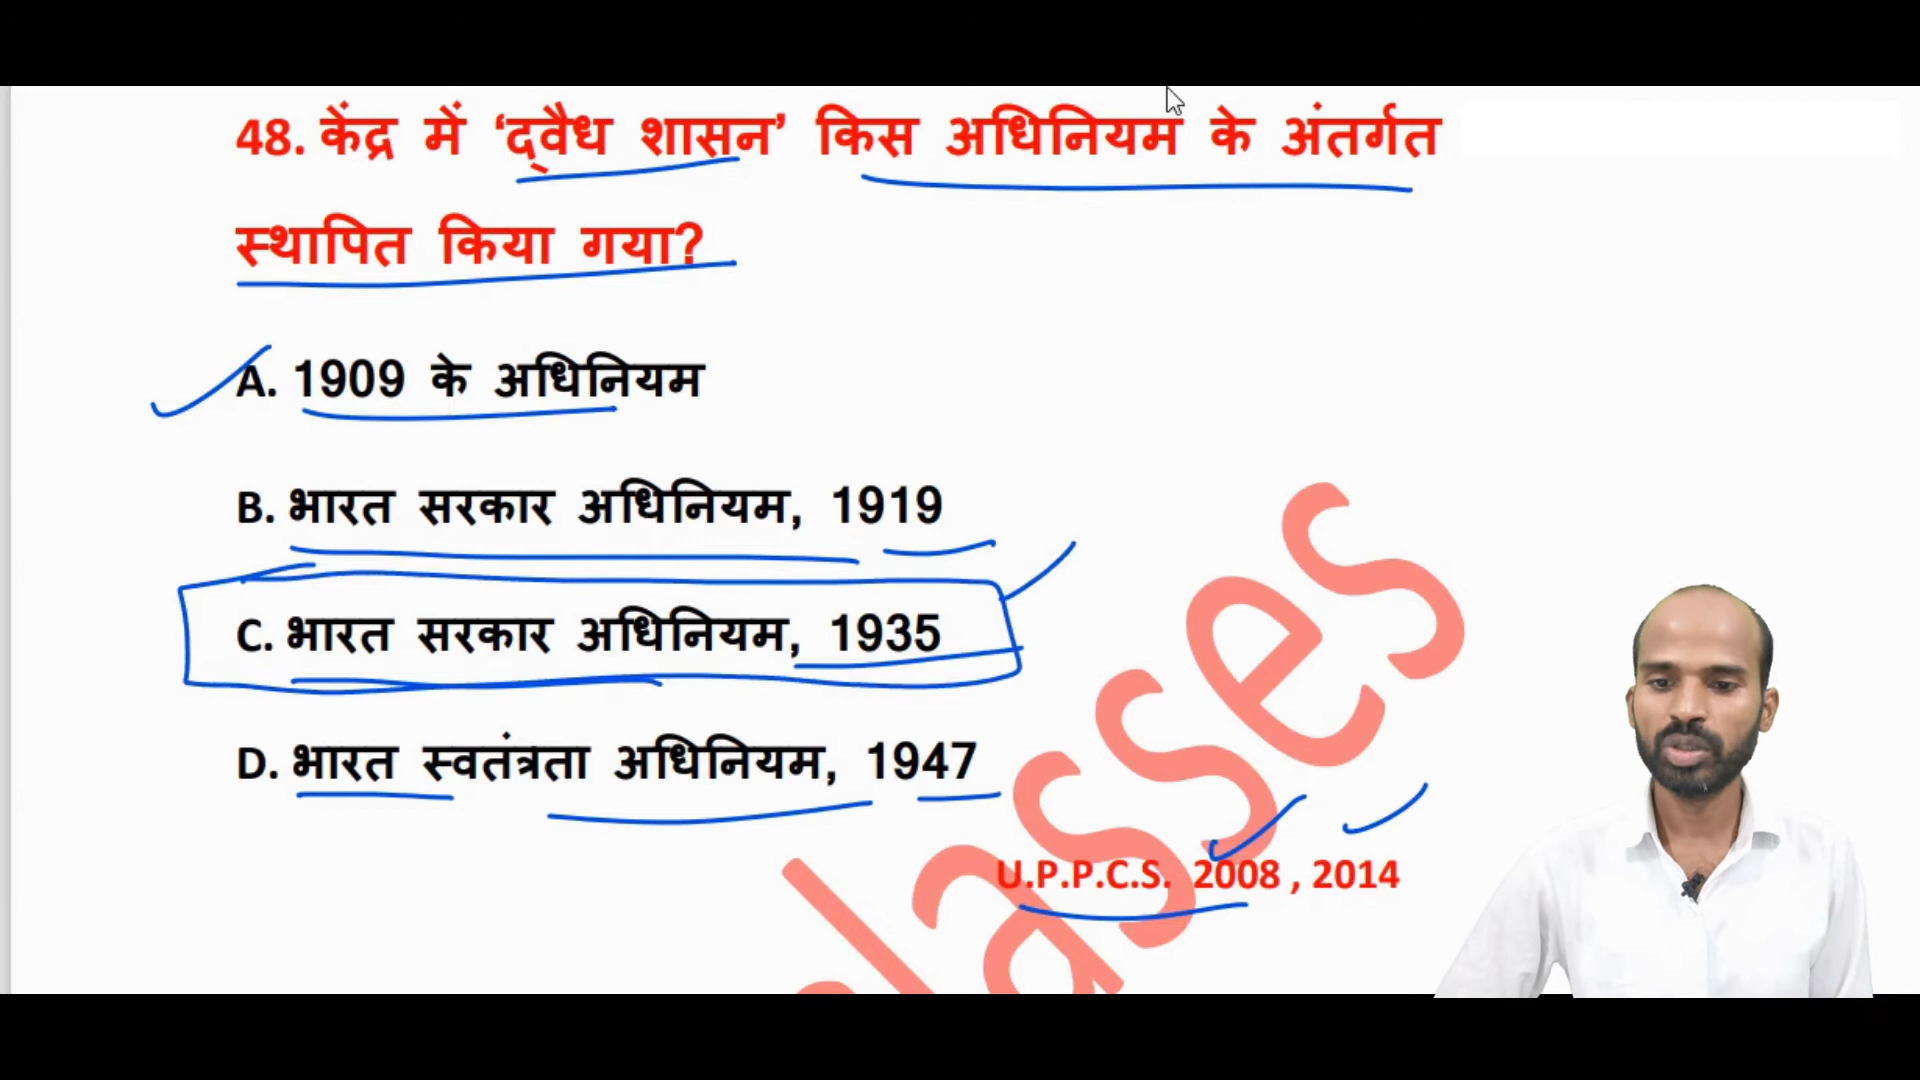 48. केंद्र में ‘द्वैध शासन’ किस अधिनियम के अंतर्गत
स्थापित किया गया?
A. 1909 के अधिनियम
B. भारत सरकार अधिनियम, 1919
C. भारत सरकार अधिनियम, 1935
D. भारत स्वतंत्रता अधिनियम, 1947
U.P.P.C.S. 2008 , 2014
lasses